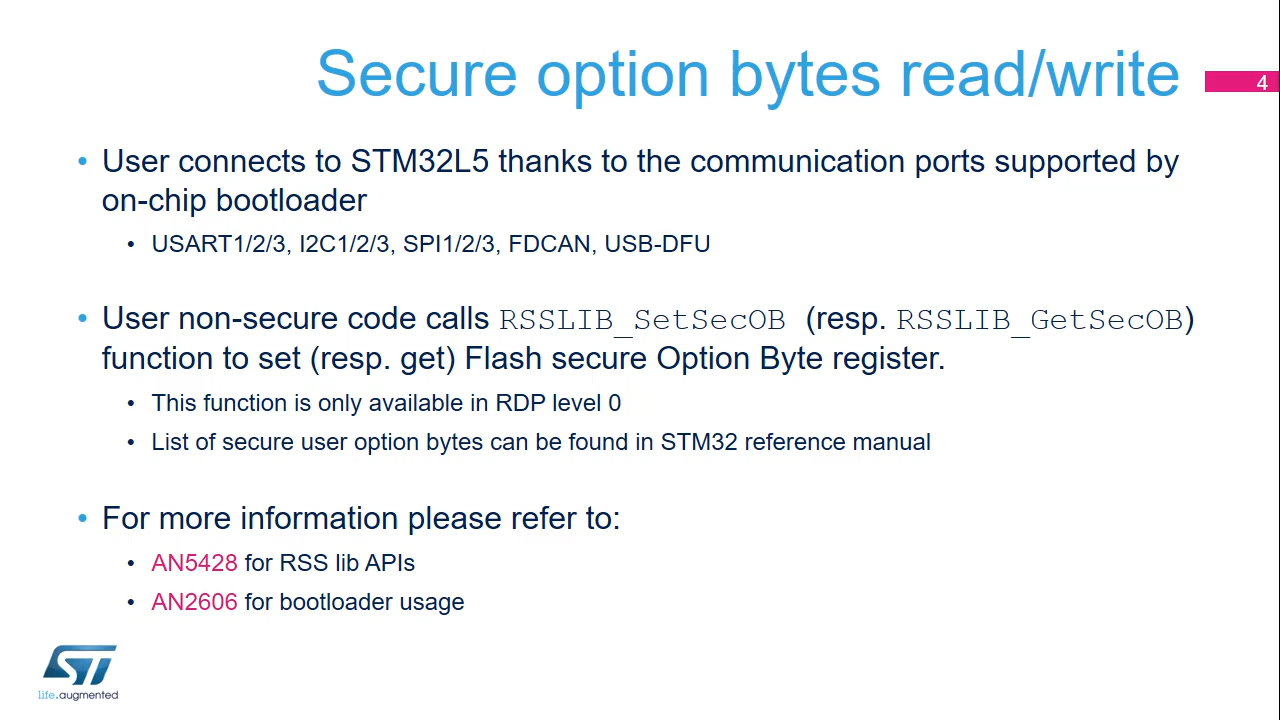 Secure option bytes read/write
4
• User connects to STM32L5 thanks to the communication ports supported by
on-chip bootloader
• USART1/2/3, I2C1/2/3, SPI1/2/3, FDCAN, USB-DFU
• User non-secure code calls RSSLIB_SetSecOB (resp. RSSLIB_GetSecOB)
function to set (resp. get) Flash secure Option Byte register.
• This function is only available in RDP level 0
• List of secure user option bytes can be found in STM32 reference manual
• For more information please refer to:
• AN5428 for RSS lib APIs
• AN2606 for bootloader usage
ST
life.augmented